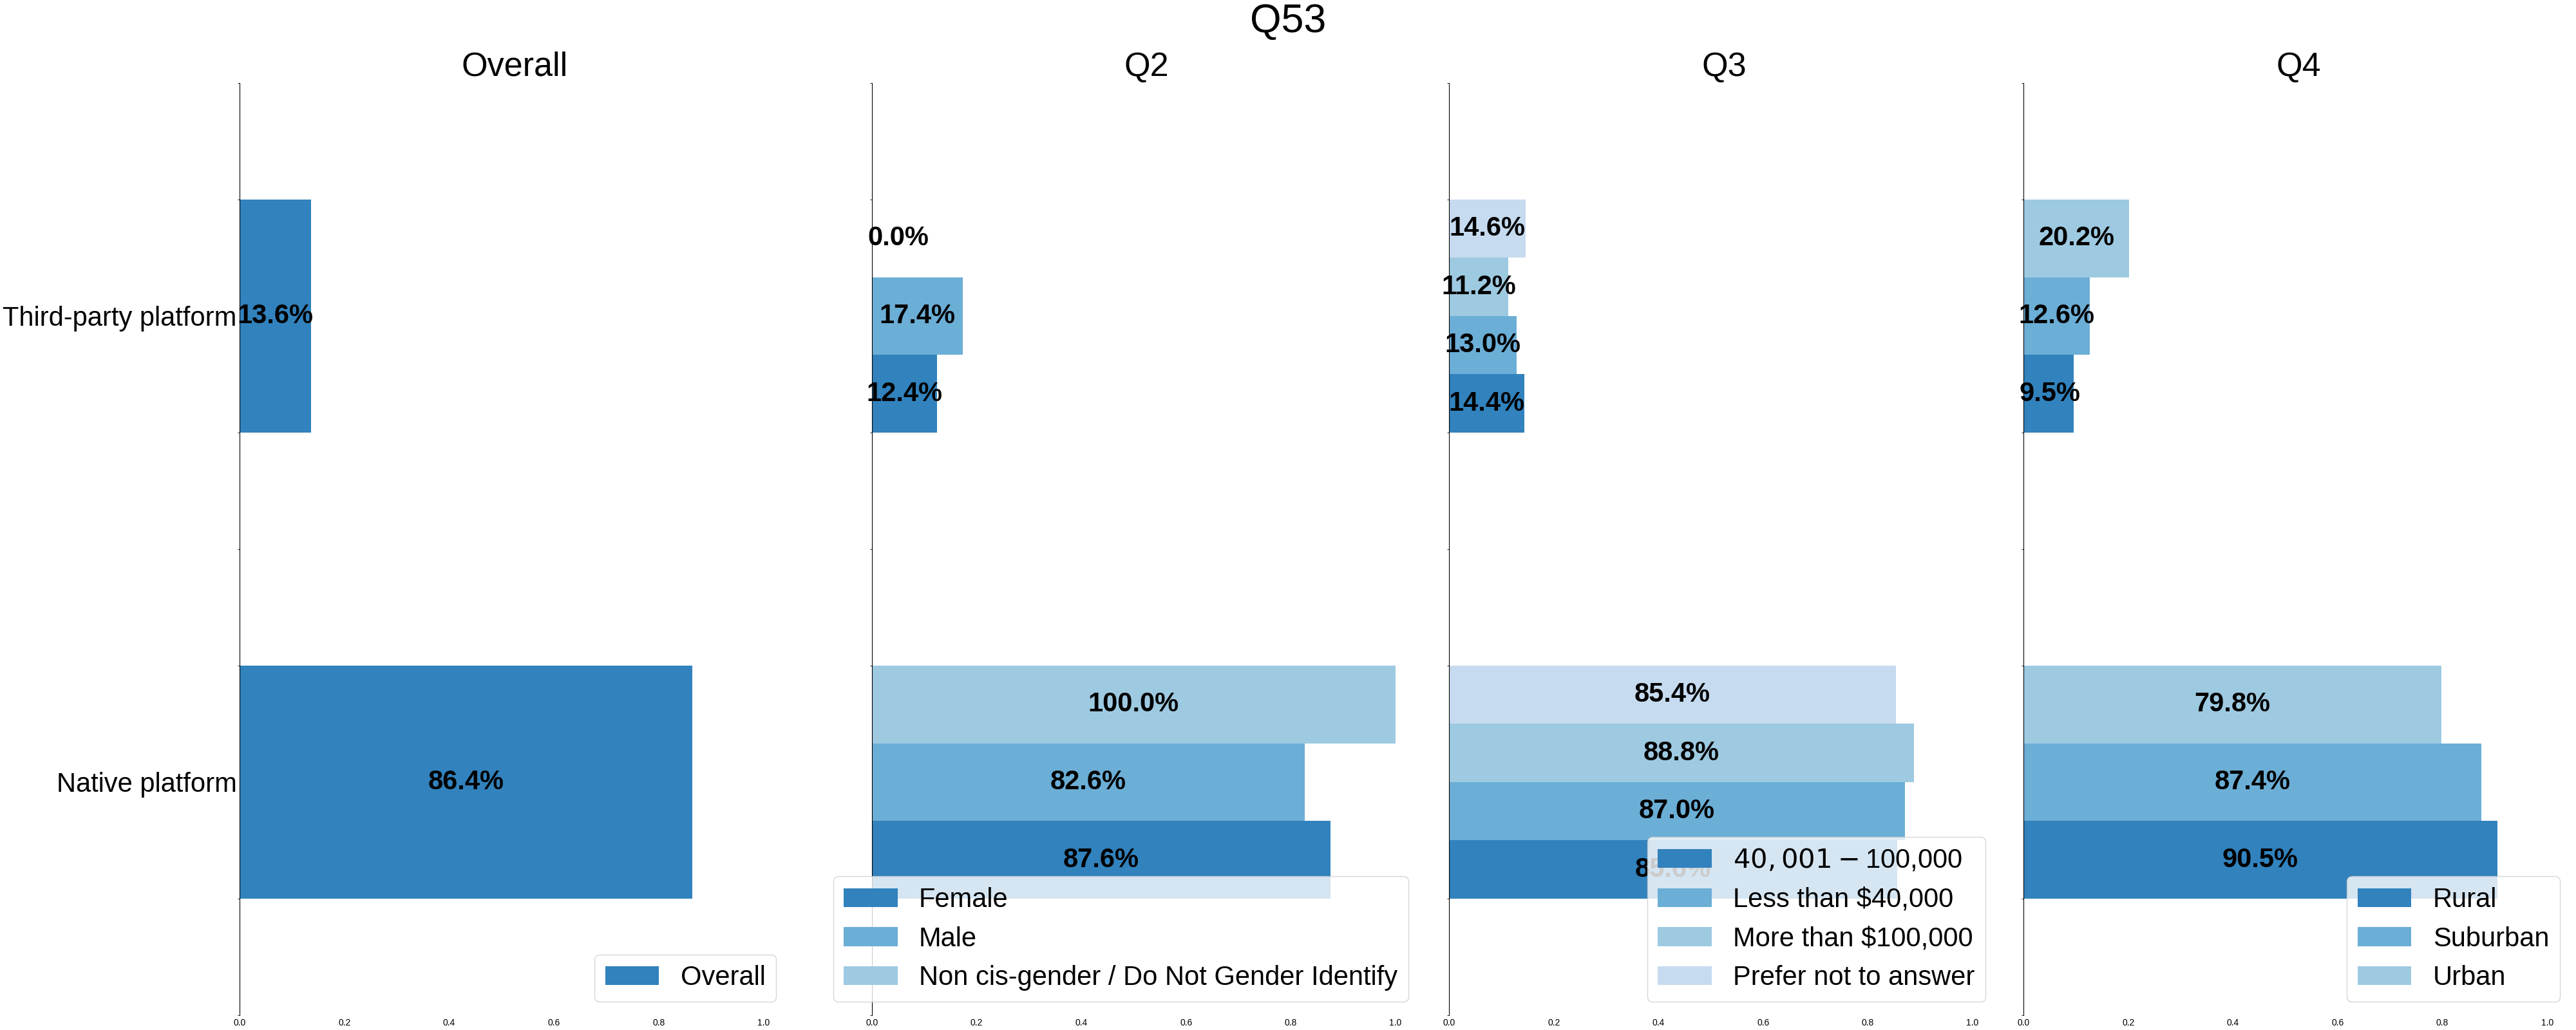 Q53
Overall
Q2
Q3
Q4
Third-party platform
13.6%
0.0%
17.4%
12.4%
14.6%
11.2%
13.0%
14.4%
20.2%
12.6%
9.5%
Native platform
86.4%
100.0%
82.6%
87.6%
85.4%
88.8%
87.0%
85.6%
79.8%
87.4%
90.5%
Overall
Female
Male
Non cis-gender / Do Not Gender Identify
40,001-100,000
Less than $40,000
More than $100,000
Prefer not to answer
Rural
Suburban
Urban
0.0 0.2 0.4 0.6 0.8 1.0
0.0 0.2 0.4 0.6 0.8 1.0
0.0 0.2 0.4 0.6 0.8 1.0
0.0 0.2 0.4 0.6 0.8 1.0